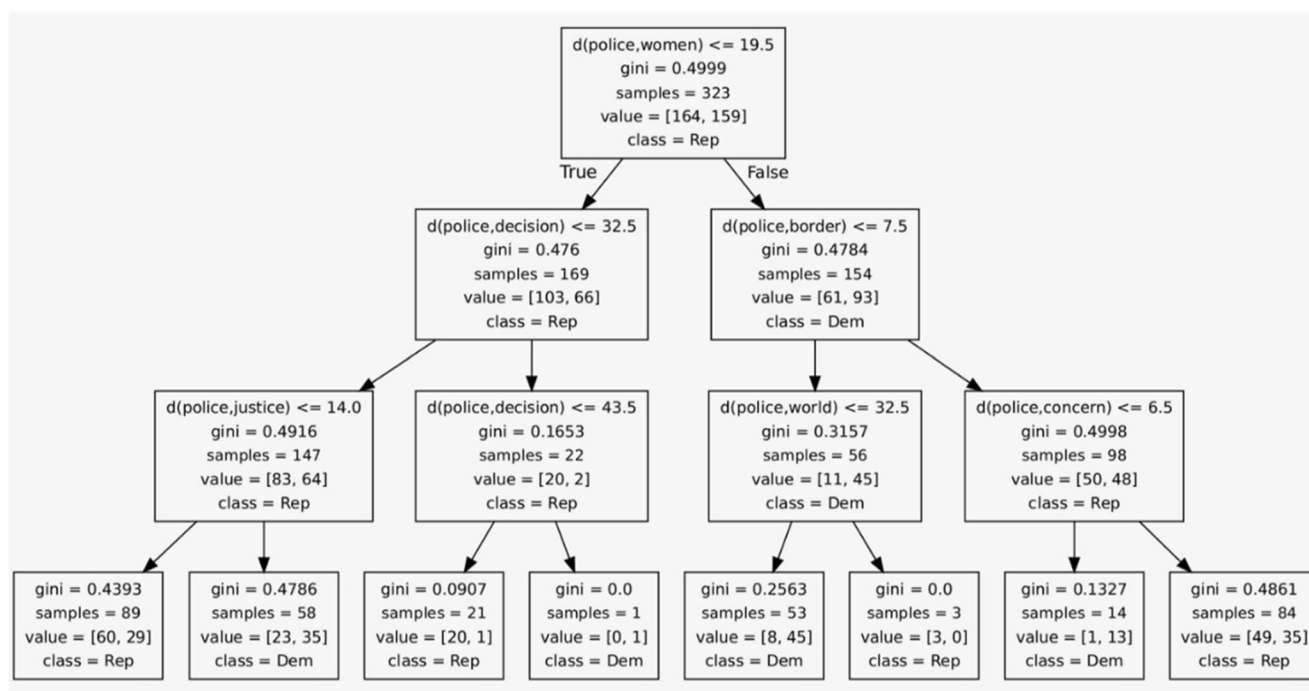 d(police,women) <= 19.5
gini = 0.4999
samples = 323
value = [164, 159]
class = Rep
True
False
d(police,decision) <= 32.5
gini = 0.476
samples = 169
value = [103, 66]
class = Rep
d(police,border) <= 7.5
gini = 0.4784
samples = 154
value = [61, 93]
class = Dem
d(police,justice) <= 14.0
gini = 0.4916
samples = 147
value = [83, 64]
class = Rep
d(police,decision) <= 43.5
gini = 0.1653
samples = 22
value = [20, 2]
class = Rep
d(police,world) <= 32.5
gini = 0.3157
samples = 56
value = [11, 45]
class = Dem
d(police,concern) <= 6.5
gini = 0.4998
samples = 98
value = [50, 48]
class = Rep
gini = 0.4393
samples = 89
value = [60, 29]
class = Rep
gini = 0.4786
samples = 58
value = [23, 35]
class = Dem
gini = 0.0907
samples = 21
value = [20, 1]
class = Rep
gini = 0.0
samples = 1
value = [0, 1]
class = Dem
gini = 0.2563
samples = 53
value = [8, 45]
class = Dem
gini = 0.0
samples = 3
value = [3, 0]
class = Rep
gini = 0.1327
samples = 14
value = [1, 13]
class = Dem
gini = 0.4861
samples = 84
value = [49, 35]
class = Rep